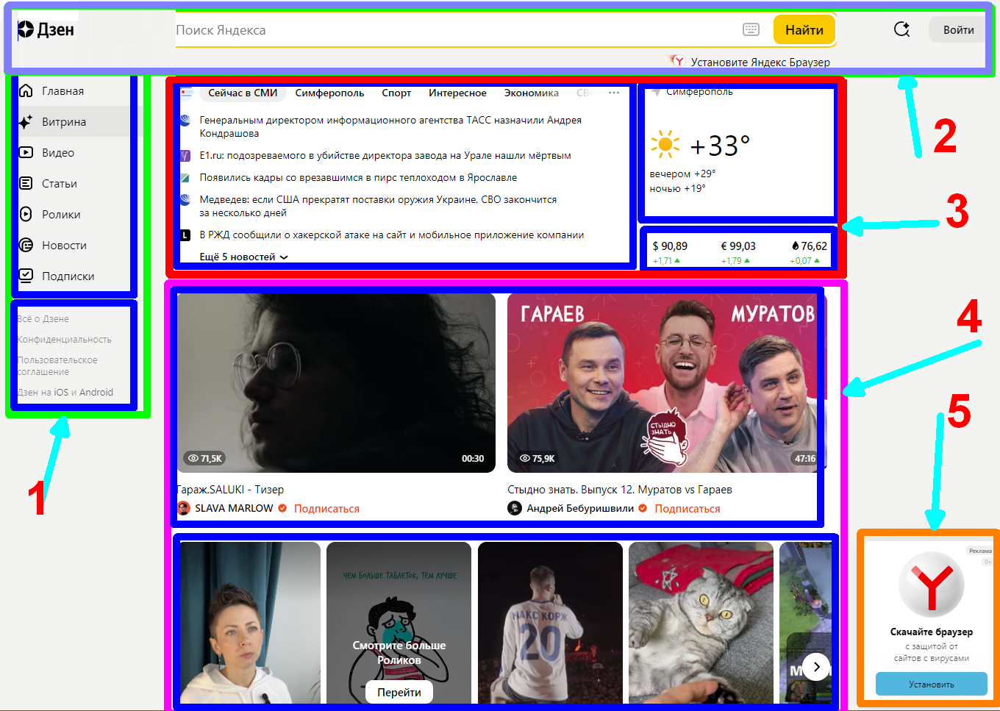 Дзен
Поиск Яндекса
Найти
Войти
Установите Яндекс Браузер
2
Главная
Витрина
Видео
Статьи
Ролики
Новости
Подписки
Всё о Дзене
Конфиденциальность
Пользовательское
соглашение
Дзен на iOS и Android
1
Сейчас в СМИ Симферополь Спорт Интересное Экономика СВО ...
Генеральным директором информационного агентства ТАСС назначили Андрея
Кондрашова
E1.ru: подозреваемого в убийстве директора завода на Урале нашли мёртвым
Появились кадры со врезавшимся в пирс теплоходом в Ярославле
Медведев: если США прекратят поставки оружия Украине, СВО закончится
за несколько дней
В РЖД сообщили о хакерской атаке на сайт и мобильное приложение компании
Ещё 5 новостей
Симферополь
+33°
вечером +29°
ночью +19°
$ 90,89 € 99,03 76,62
+1,71 +1,79 +0,07
3
4
71,5K
00:30
Гараж.SALUKI - Тизер
SLAVA MARLOW Подписаться
ГАРАЕВ МУРАТОВ
СТЫДНО
ЗНАТЬ
75,9K
47:16
Стыдно знать. Выпуск 12. Муратов vs Гараев
Андрей Бебуришвили Подписаться
5
ЧЕМ БОЛЬШЕ ТАБЛЕТОК, ТЕМ ЛУЧШЕ
Смотрите больше
Роликов
Перейти
МАКС КОРЖ
20
Реклама
0+
Y
Скачайте браузер
с защитой от
сайтов с вирусами
Установить